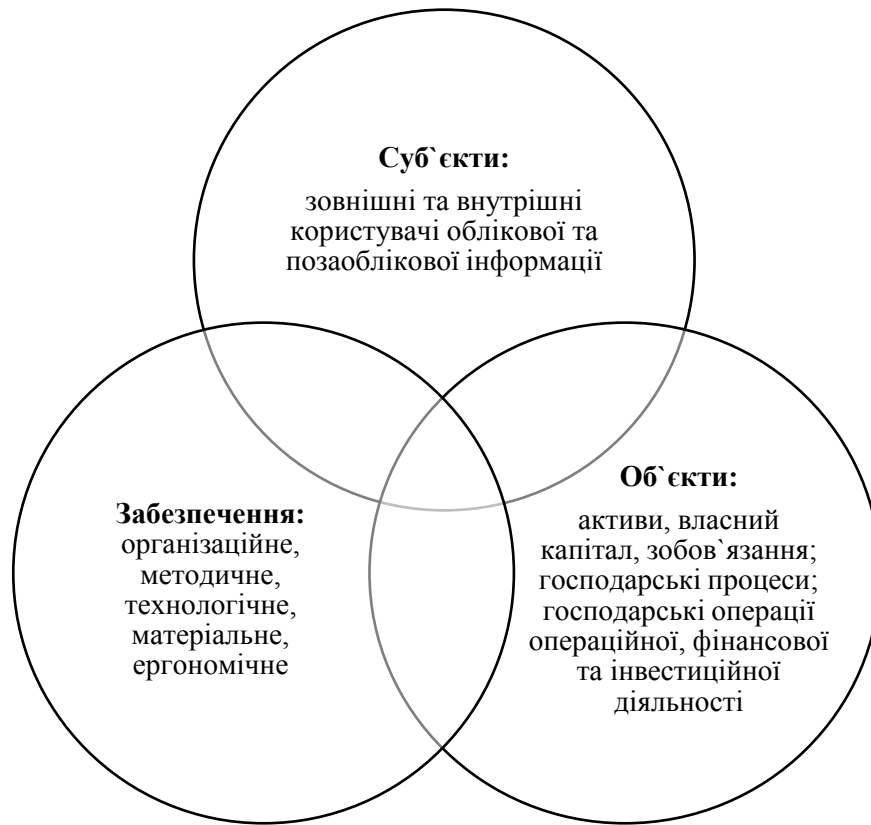 Суб`єкти:
зовнішні та внутрішні
користувачі облікової та
позаоблікової інформації
Забезпечення:
організаційне,
методичне,
технологічне,
матеріальне,
ергономічне
Об`єкти:
активи, власний
капітал, зобов`язання;
господарські процеси;
господарські операції
операційної, фінансової
та інвестиційної
діяльності